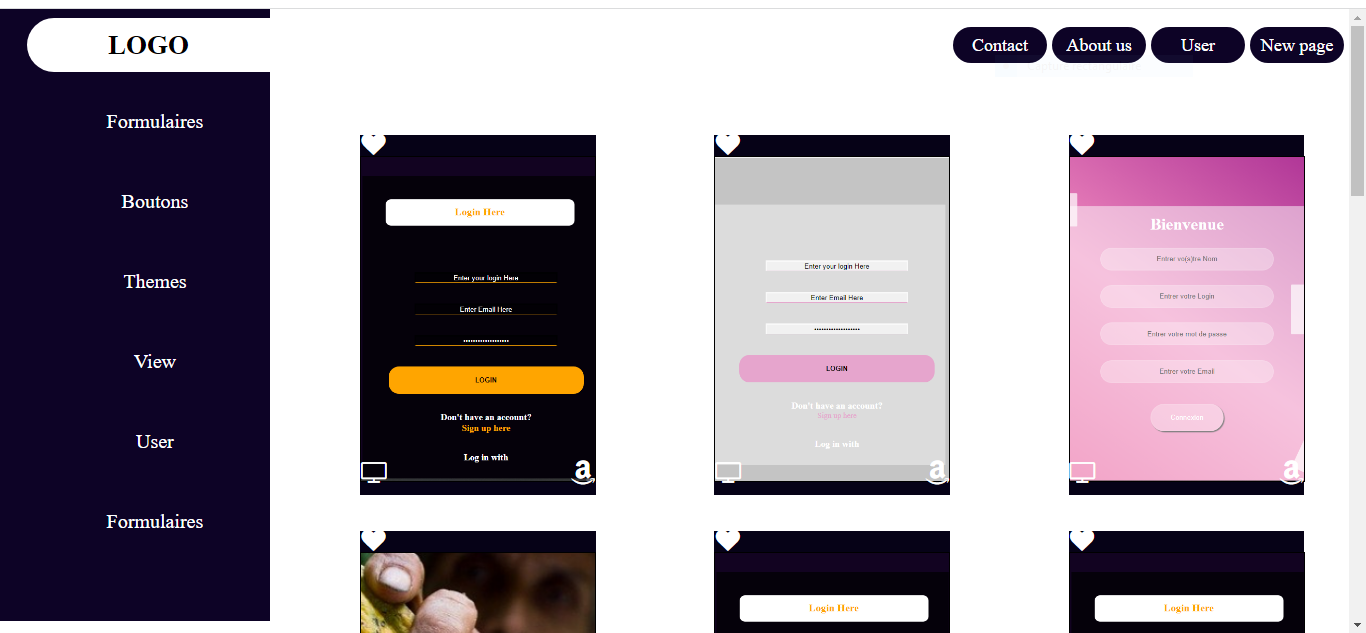 LOGO
Contact
About us
User
New page
Formulaires
Boutons
Themes
View
User
Formulaires
Login Here
Enter your login Here
Enter Email Here
••••••••••••••••••••
LOGIN
Don't have an account?
Sign up here
Log in with
a
Enter your login Here
Enter Email Here
••••••••••••••••••••
LOGIN
Don't have an account?
Sign up here
Log in with
a
Bienvenue
Entrer vo(s)tre Nom
Entrer votre Login
Entrer votre mot de passe
Entrer votre Email
a
Login Here
Login Here